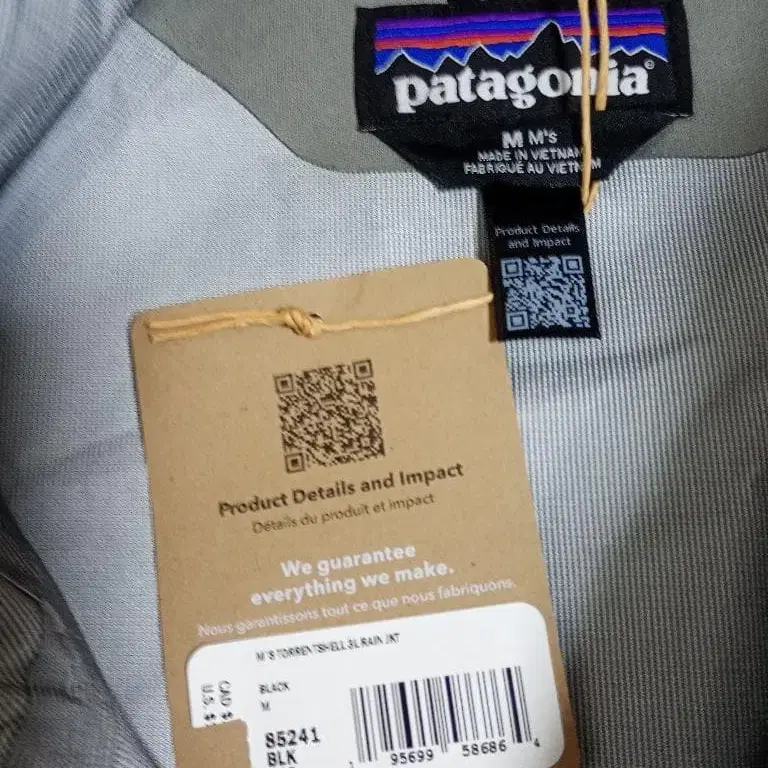 patagonia®
M M's
MADE IN VIETNAM
FABRIQUÉ AU VIETNAM
Product Details
and Impact
Product Details and Impact
Détails du produit et impact
We guarantee
everything we make.
Nous garantissons tout ce que nous fabriquons.
M'S TORRENTSHELL 3L RAIN JKT
CAD $
U.S. $
BLACK
M
85241
BLK
1 95699 58686 4